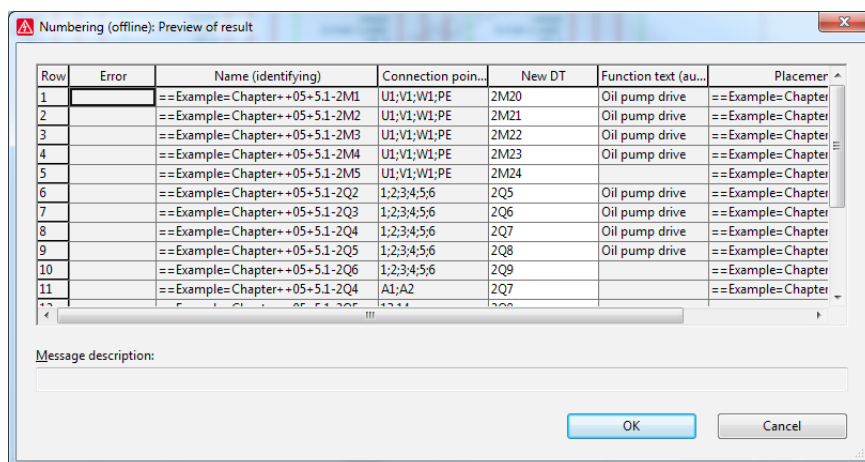 Numbering (offline): Preview of result
Row Error Name (identifying) Connection poin... New DT Function text (au... Placemer
1 ==Example=Chapter++05+5.1-2M1 U1;V1;W1;PE 2M20 Oil pump drive ==Example=Chapter
2 ==Example=Chapter++05+5.1-2M2 U1;V1;W1;PE 2M21 Oil pump drive ==Example=Chapter
3 ==Example=Chapter++05+5.1-2M3 U1;V1;W1;PE 2M22 Oil pump drive ==Example=Chapter
4 ==Example=Chapter++05+5.1-2M4 U1;V1;W1;PE 2M23 Oil pump drive ==Example=Chapter
5 ==Example=Chapter++05+5.1-2M5 U1;V1;W1;PE 2M24 ==Example=Chapter
6 ==Example=Chapter++05+5.1-2Q2 1;2;3;4;5;6 2Q5 Oil pump drive ==Example=Chapter
7 ==Example=Chapter++05+5.1-2Q3 1;2;3;4;5;6 2Q6 Oil pump drive ==Example=Chapter
8 ==Example=Chapter++05+5.1-2Q4 1;2;3;4;5;6 2Q7 Oil pump drive ==Example=Chapter
9 ==Example=Chapter++05+5.1-2Q5 1;2;3;4;5;6 2Q8 Oil pump drive ==Example=Chapter
10 ==Example=Chapter++05+5.1-2Q6 1;2;3;4;5;6 2Q9 ==Example=Chapter
11 ==Example=Chapter++05+5.1-2Q4 A1;A2 2Q7 ==Example=Chapter
Message description:
OK Cancel